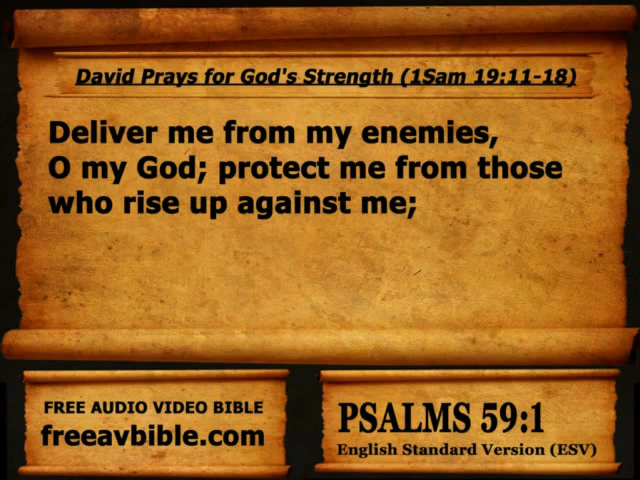 David Prays for God's Strength (1Sam 19:11-18)
Deliver me from my enemies,
O my God; protect me from those
who rise up against me;
FREE AUDIO VIDEO BIBLE
freeavbible.com
PSALMS 59:1
English Standard Version (ESV)